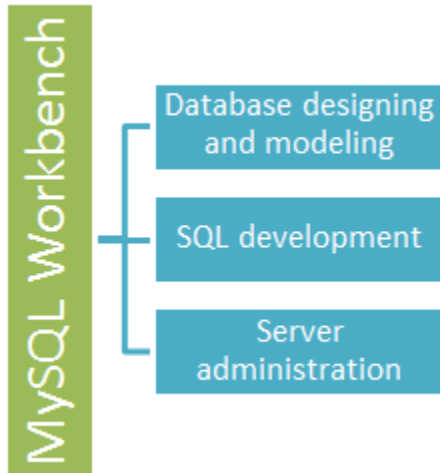 MySQL Workbench
Database designing
and modeling
SQL development
Server
administration